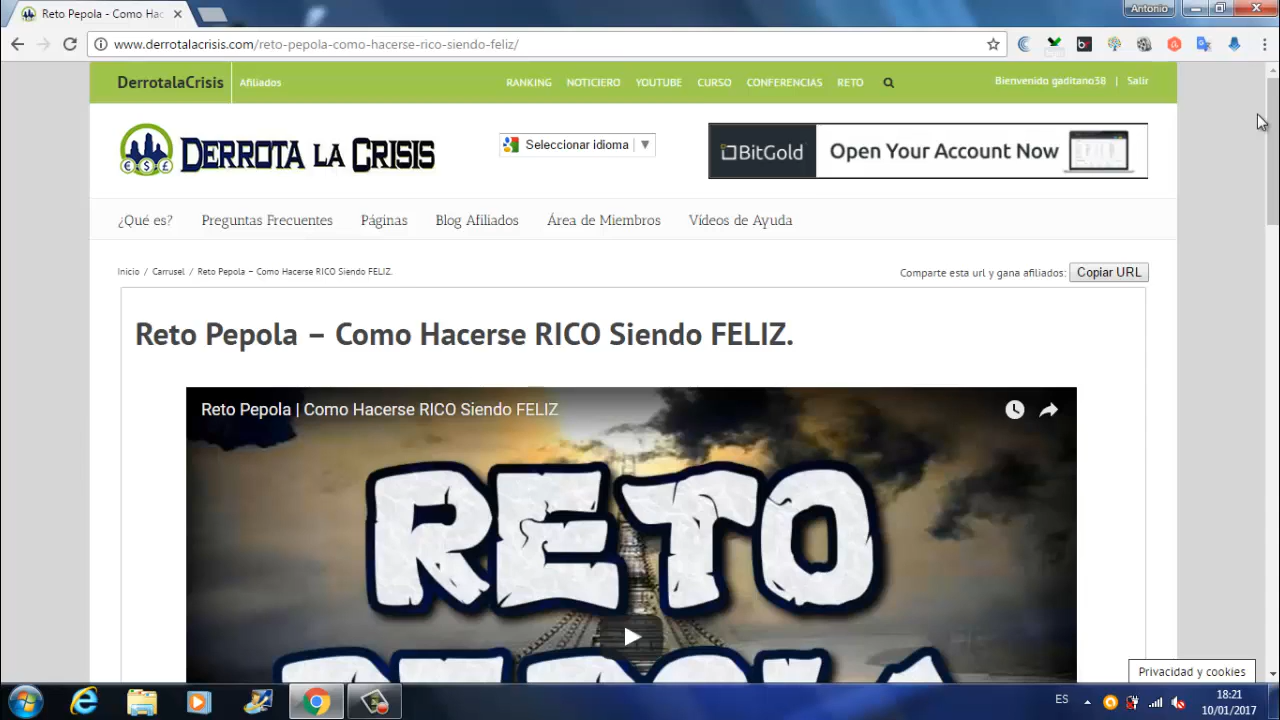 Reto Pepola - Como Hac
Antonio
www.derrotalacrisis.com/reto-pepola-como-hacerse-rico-siendo-feliz/
DerrotalaCrisis
Afiliados
RANKING NOTICIERO YOUTUBE CURSO CONFERENCIAS RETO
Bienvenido gaditano38 | Salir
DERROTA LA CRISIS
Seleccionar idioma ▼
BitGold
Open Your Account Now
¿Qué es? Preguntas Frecuentes Páginas Blog Afiliados Área de Miembros Vídeos de Ayuda
Inicio / Carrusel / Reto Pepola – Como Hacerse RICO Siendo FELIZ.
Comparte esta url y gana afiliados: Copiar URL
Reto Pepola – Como Hacerse RICO Siendo FELIZ.
Reto Pepola | Como Hacerse RICO Siendo FELIZ
RETO
PEPOLA
Privacidad y cookies
ES
18:21
10/01/2017